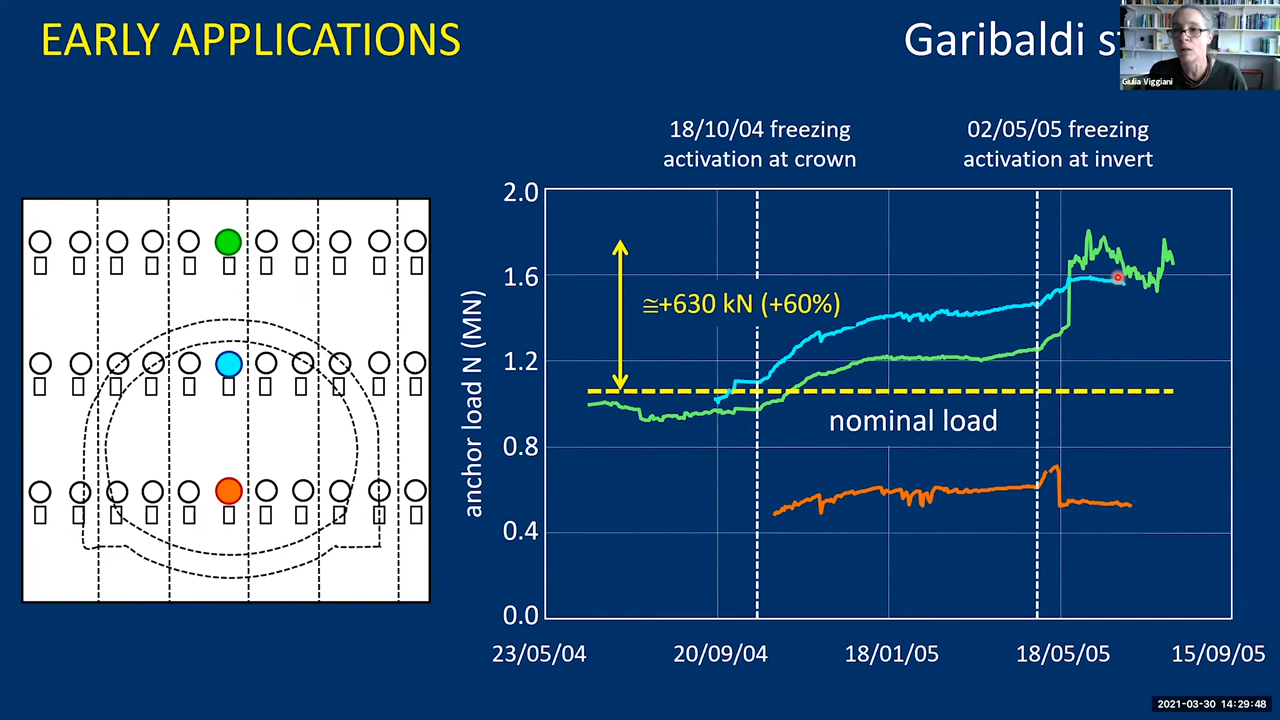 EARLY APPLICATIONS
Garibaldi
Giulia Viggiani
18/10/04 freezing
activation at crown
02/05/05 freezing
activation at invert
2.0
1.6
1.2
0.8
0.4
0.0
anchor load N (MN)
≅+630 kN (+60%)
nominal load
23/05/04
20/09/04
18/01/05
18/05/05
15/09/05
2021-03-30 14:29:48